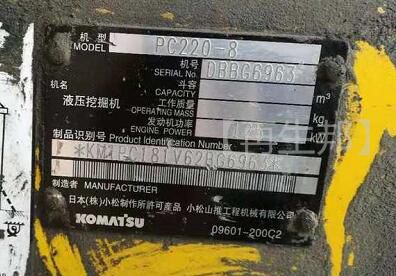 机 型
MODEL PC220-8
机号
SERIAL No. DBBG6963
机名 斗容
CAPACITY m³
液压挖掘机 工作质量
OPERATING MASS kg
发动机功率
ENGINE POWER kW
制品识别号 Product Identification Number
制造者 MANUFACTURER
日本(株)小松制作所许可產品 小松山推工程机械有限公司
KOMATSU 09601-200C2